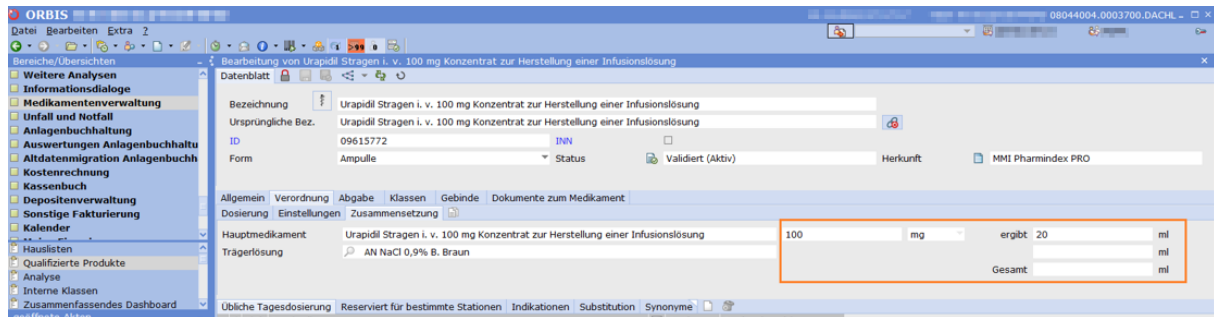 ORBIS
08044004.0003700.DACHL
Datei Bearbeiten Extra ?
>99
Bereiche/Übersichten
Bearbeitung von Urapidil Stragen i. v. 100 mg Konzentrat zur Herstellung einer Infusionslösung
Weitere Analysen
Informationsdialoge
Medikamentenverwaltung
Unfall und Notfall
Anlagenbuchhaltung
Auswertungen Anlagenbuchhaltu
Altdatenmigration Anlagenbuchh
Kostenrechnung
Kassenbuch
Depositenverwaltung
Sonstige Fakturierung
Kalender
Hauslisten
Qualifizierte Produkte
Analyse
Interne Klassen
Zusammenfassendes Dashboard
Datenblatt
Bezeichnung Urapidil Stragen i. v. 100 mg Konzentrat zur Herstellung einer Infusionslösung
Ursprüngliche Bez. Urapidil Stragen i. v. 100 mg Konzentrat zur Herstellung einer Infusionslösung
ID 09615772 INN
Form Ampulle Status Validiert (Aktiv) Herkunft MMI Pharmindex PRO
Allgemein Verordnung Abgabe Klassen Gebinde Dokumente zum Medikament
Dosierung Einstellungen Zusammensetzung
Hauptmedikament Urapidil Stragen i. v. 100 mg Konzentrat zur Herstellung einer Infusionslösung 100 mg ergibt 20 ml
Trägerlösung AN NaCl 0,9% B. Braun ml
Gesamt ml
Übliche Tagesdosierung Reserviert für bestimmte Stationen Indikationen Substitution Synonyme